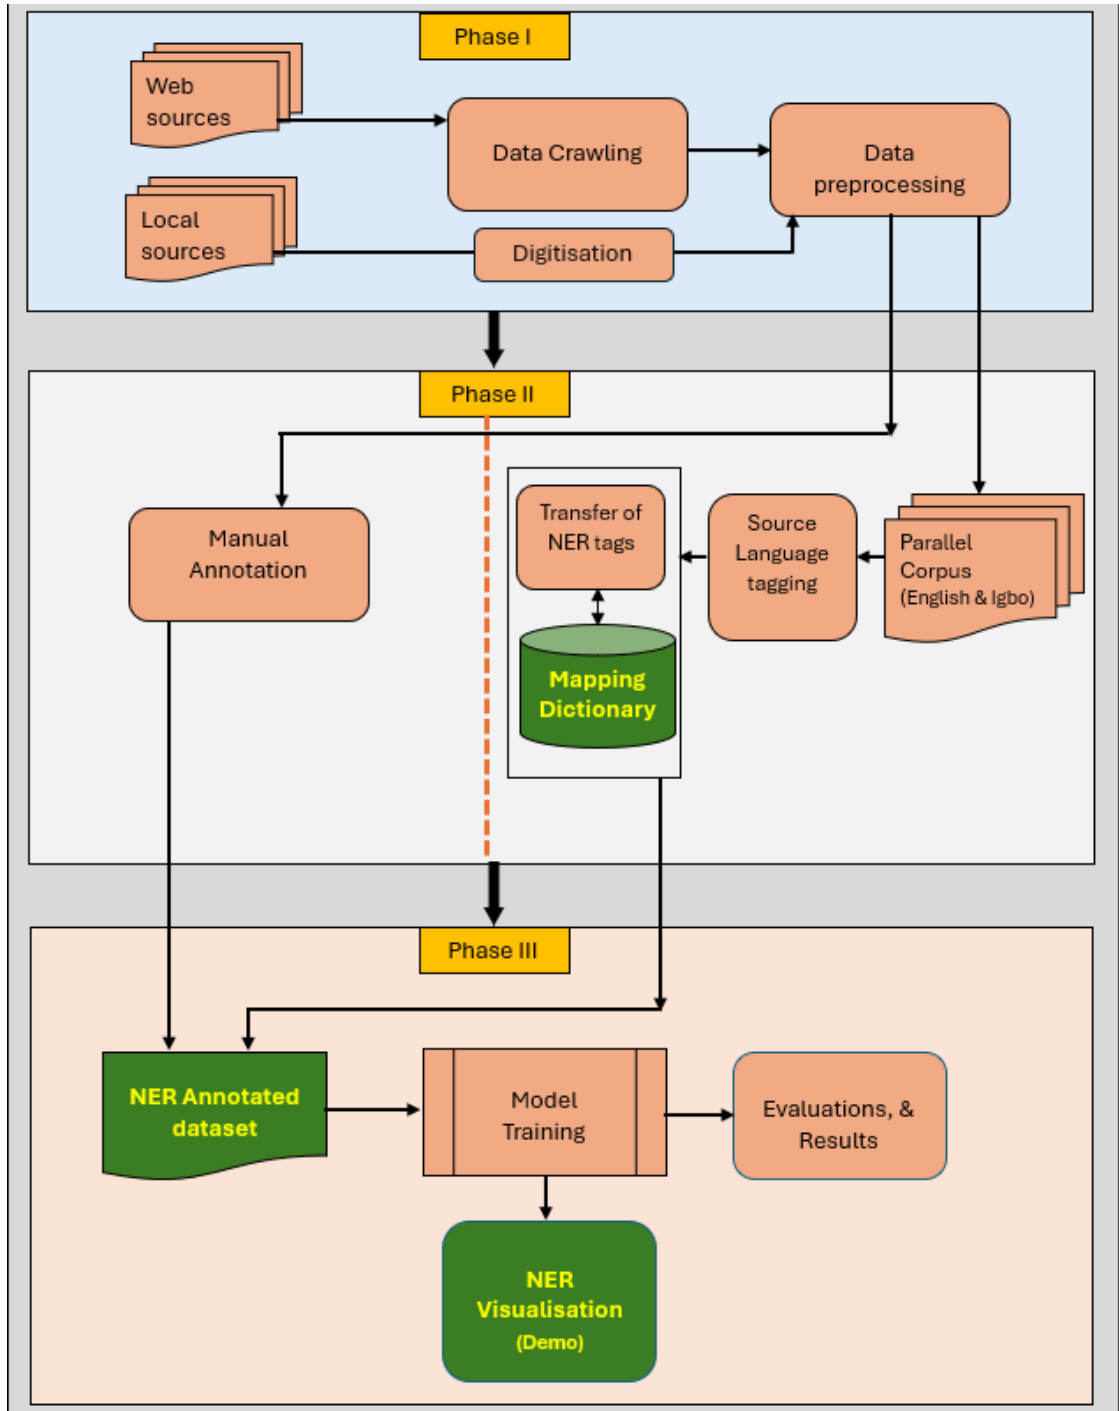 Phase I
Web
sources
Data Crawling
Data
preprocessing
Local
sources
Digitisation
Phase II
Manual
Annotation
Transfer of
NER tags
Source
Language
tagging
Parallel
Corpus
(English & Igbo)
Mapping
Dictionary
Phase III
NER Annotated
dataset
Model
Training
Evaluations, &
Results
NER
Visualisation
(Demo)